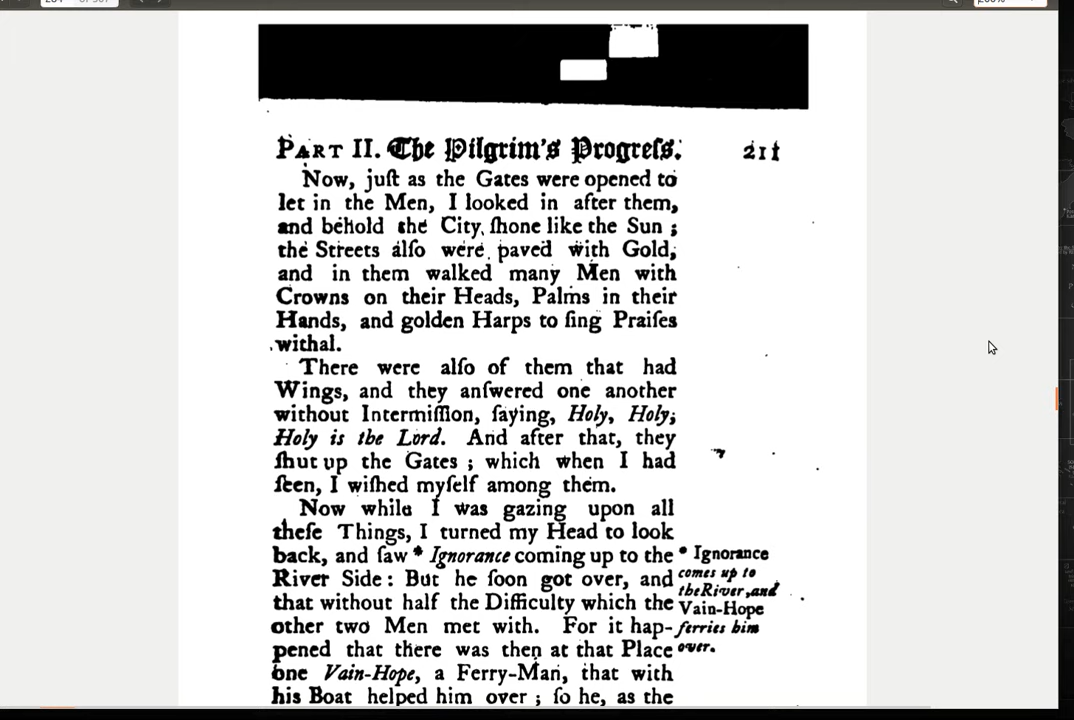 PART II. The Pilgrim's Progreſs. 211
Now, juſt as the Gates were opened to
let in the Men, I looked in after them,
and behold the City ſhone like the Sun ;
the Streets alſo were paved with Gold,
and in them walked many Men with
Crowns on their Heads, Palms in their
Hands, and golden Harps to ſing Praiſes
withal.
There were alſo of them that had
Wings, and they anſwered one another
without Intermiſſion, ſaying, Holy, Holy,
Holy is the Lord. And after that, they
ſhut up the Gates ; which when I had
ſeen, I wiſhed myſelf among them.
Now while I was gazing upon all
theſe Things, I turned my Head to look
back, and ſaw * Ignorance coming up to the
River Side : But he ſoon got over, and
that without half the Difficulty which the
other two Men met with. For it hap-
pened that there was then at that Place
one Vain-Hope, a Ferry-Man, that with
his Boat helped him over ; ſo he, as the
* Ignorance
comes up to
the River, and
Vain-Hope
ferries him
over.